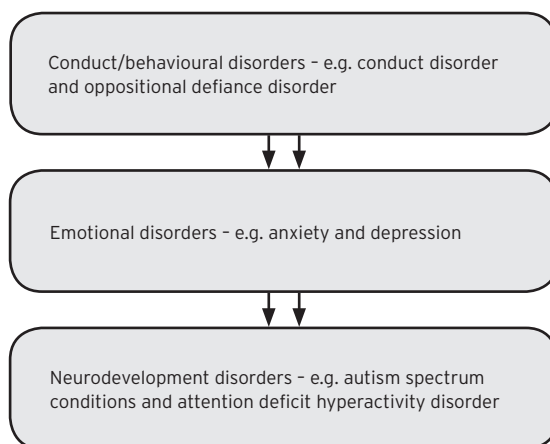 Conduct/behavioural disorders – e.g. conduct disorder
and oppositional defiance disorder
Emotional disorders – e.g. anxiety and depression
Neurodevelopment disorders – e.g. autism spectrum
conditions and attention deficit hyperactivity disorder